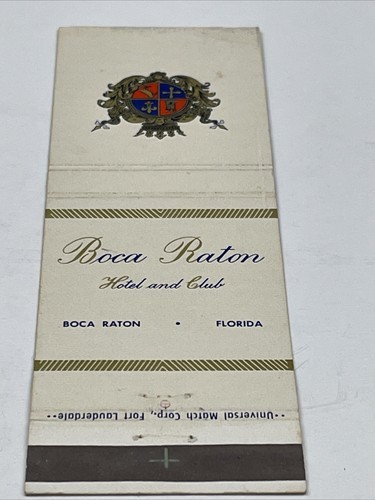 Boca Raton
Hotel and Club
BOCA RATON • FLORIDA
··Universal Match Corp., Fort Lauderdale··